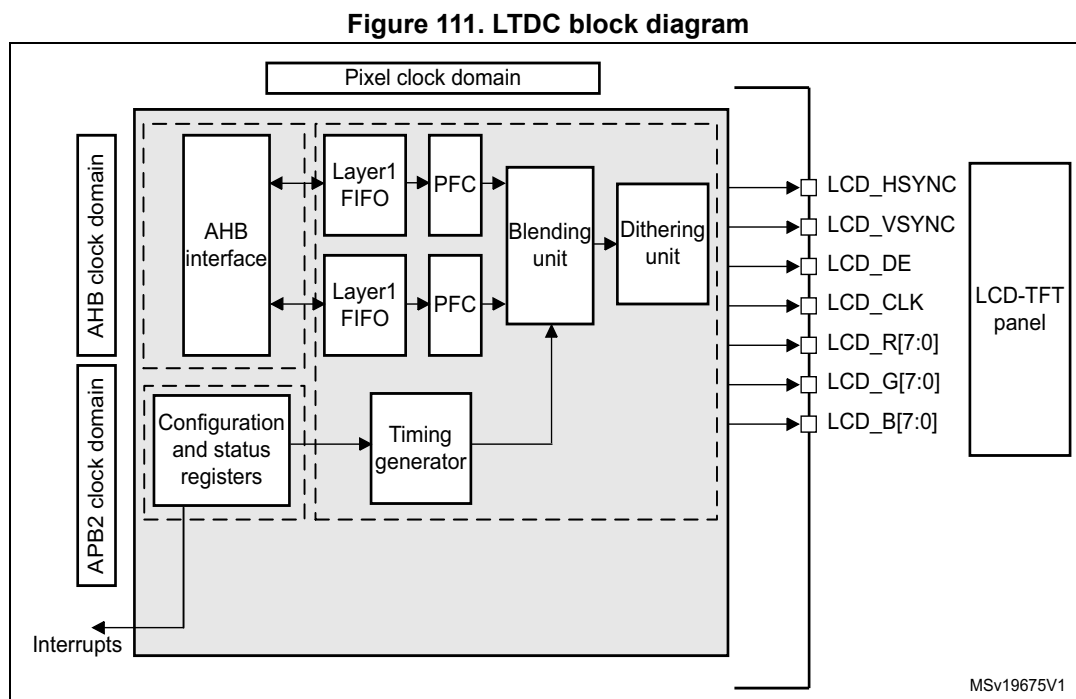 Figure 111. LTDC block diagram
Pixel clock domain
AHB clock domain
APB2 clock domain
AHB
interface
Layer1
FIFO
PFC
Layer1
FIFO
PFC
Blending
unit
Dithering
unit
Configuration
and status
registers
Timing
generator
Interrupts
LCD_HSYNC
LCD_VSYNC
LCD_DE
LCD_CLK
LCD_R[7:0]
LCD_G[7:0]
LCD_B[7:0]
LCD-TFT
panel
MSv19675V1